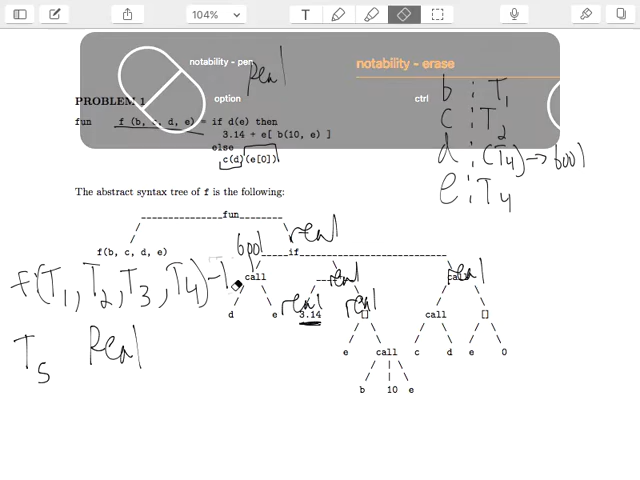 104%
T
notability - pen
notability - erase
real
option
ctrl
PROBLEM 1
fun f (b, c, d, e) = if d(e) then
3.14 + e[ b(10, e) ]
else
c(d)(e[0])
b : T1
c : T2
d : (T4) → bool
e : T4
The abstract syntax tree of f is the following:
fun
real
f(b, c, d, e)
bool
if
f(T1, T2, T3, T4)
call
real
real
d e
real
3.14
real
[]
call
[]
T5 Real
e call c d e 0
b 10 e